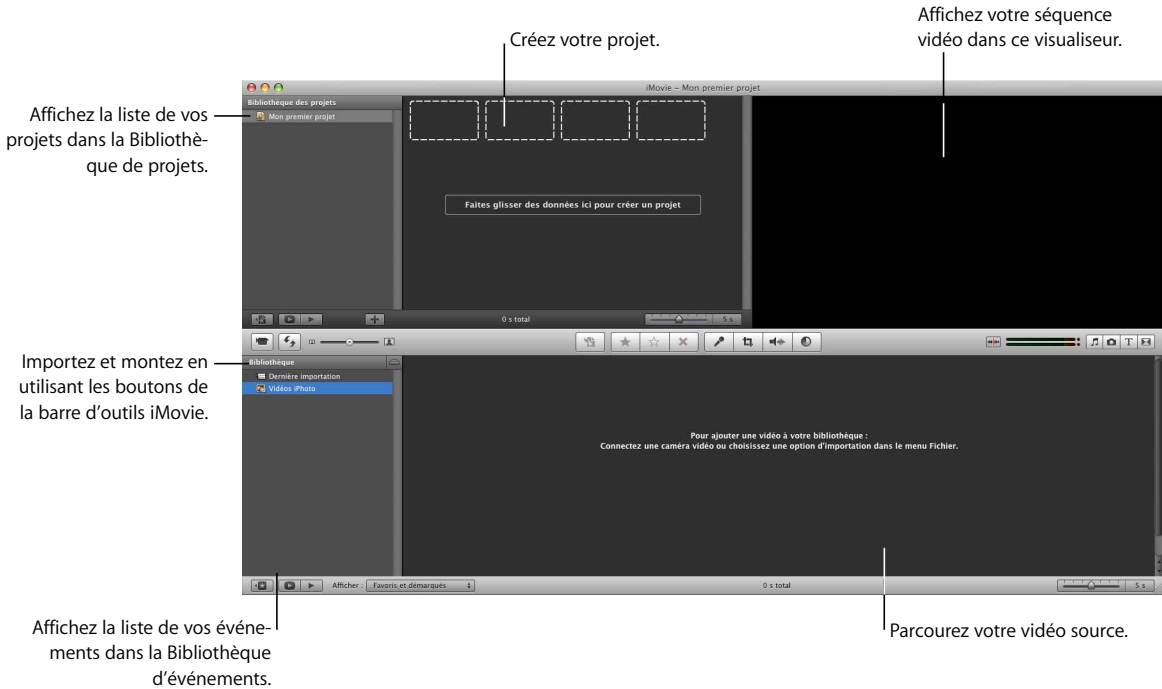 Affichez votre séquence
vidéo dans ce visualiseur.
Créez votre projet.
iMovie – Mon premier projet
Bibliothèque des projets
Mon premier projet
Affichez la liste de vos
projets dans la Bibliothè-
que de projets.
Faites glisser des données ici pour créer un projet
0 s total
5 s
T
Importez et montez en
utilisant les boutons de
la barre d’outils iMovie.
Bibliothèque
Dernière importation
Vidéos iPhoto
Pour ajouter une vidéo à votre bibliothèque :
Connectez une caméra vidéo ou choisissez une option d’importation dans le menu Fichier.
Afficher : Favoris et démarqués
0 s total
5 s
Affichez la liste de vos événe-
ments dans la Bibliothèque
d’événements.
Parcourez votre vidéo source.